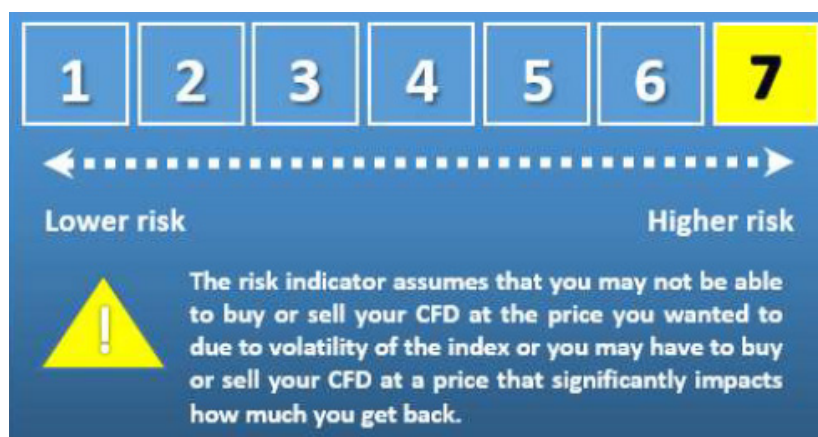 1 2 3 4 5 6 7
Lower risk Higher risk
!
The risk indicator assumes that you may not be able
to buy or sell your CFD at the price you wanted to
due to volatility of the index or you may have to buy
or sell your CFD at a price that significantly impacts
how much you get back.